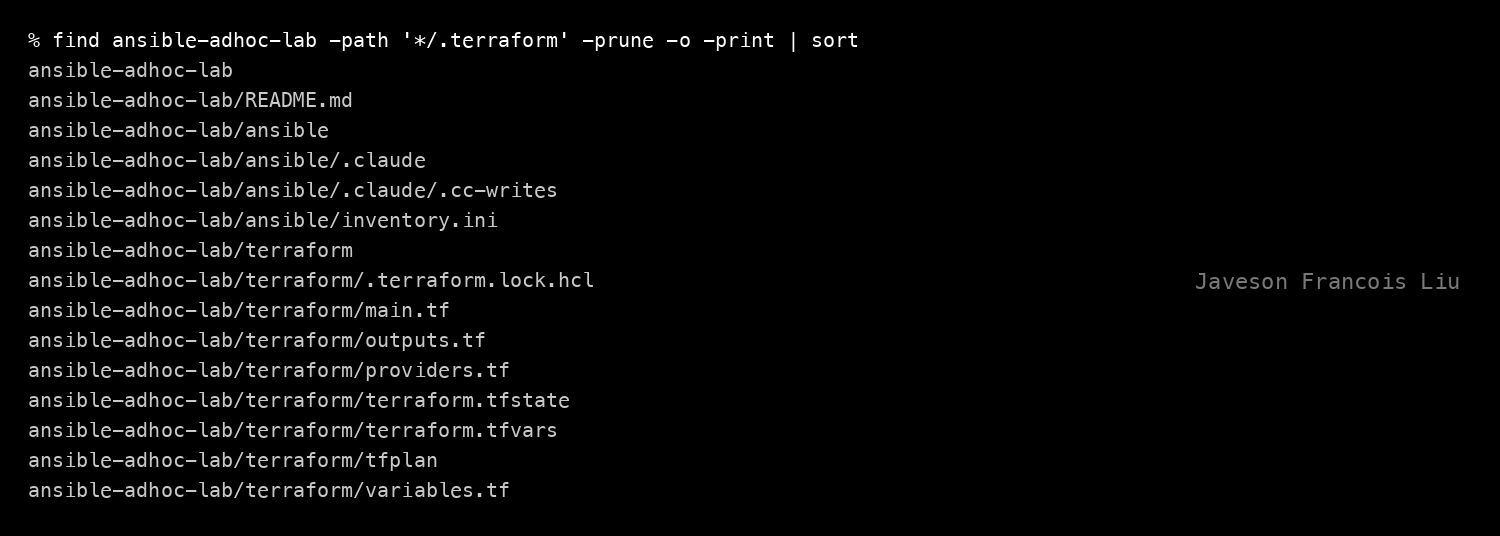 % find ansible-adhoc-lab -path '*/.terraform' -prune -o -print | sort
ansible-adhoc-lab
ansible-adhoc-lab/README.md
ansible-adhoc-lab/ansible
ansible-adhoc-lab/ansible/.claude
ansible-adhoc-lab/ansible/.claude/.cc-writes
ansible-adhoc-lab/ansible/inventory.ini
ansible-adhoc-lab/terraform
ansible-adhoc-lab/terraform/.terraform.lock.hcl
Javeson Francois Liu
ansible-adhoc-lab/terraform/main.tf
ansible-adhoc-lab/terraform/outputs.tf
ansible-adhoc-lab/terraform/providers.tf
ansible-adhoc-lab/terraform/terraform.tfstate
ansible-adhoc-lab/terraform/terraform.tfvars
ansible-adhoc-lab/terraform/tfplan
ansible-adhoc-lab/terraform/variables.tf